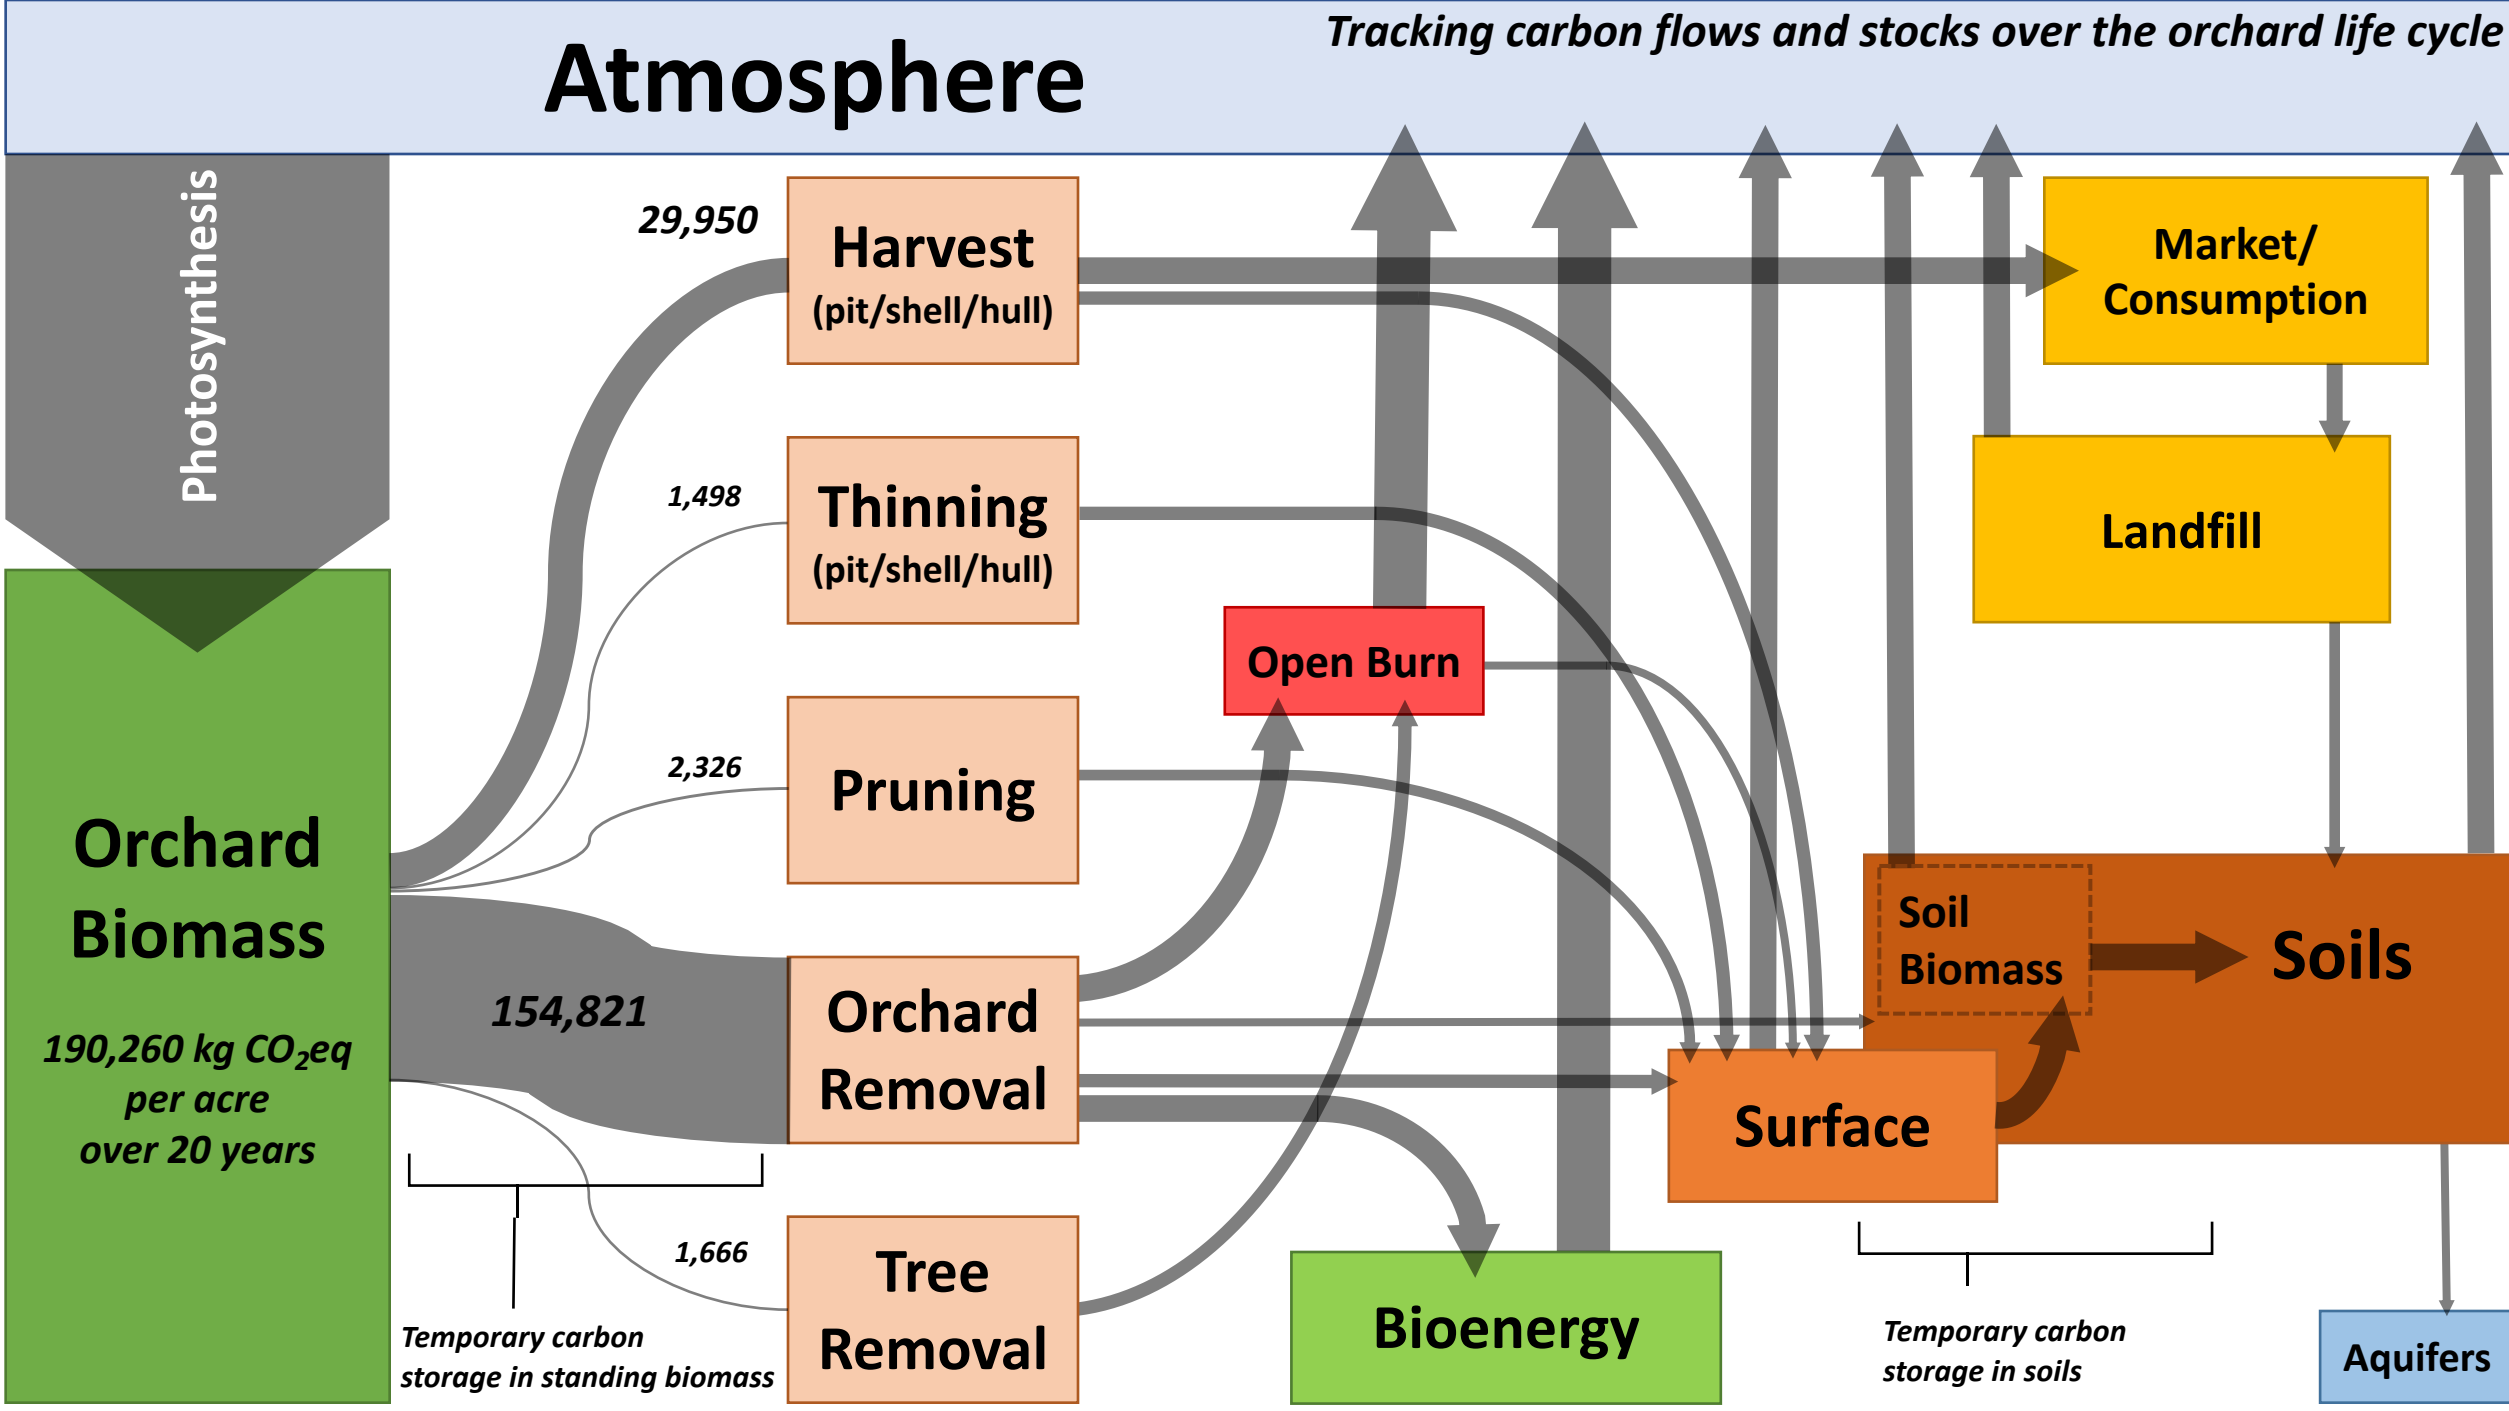 Tracking carbon flows and stocks over the orchard life cycle
Atmosphere
Photosynthesis
Orchard
Biomass
190,260 kg CO₂eq
per acre
over 20 years
29,950
Harvest
(pit/shell/hull)
1,498
Thinning
(pit/shell/hull)
2,326
Pruning
154,821
Orchard
Removal
1,666
Tree
Removal
Temporary carbon
storage in standing biomass
Open Burn
Bioenergy
Market/
Consumption
Landfill
Soil
Biomass
Soils
Surface
Temporary carbon
storage in soils
Aquifers